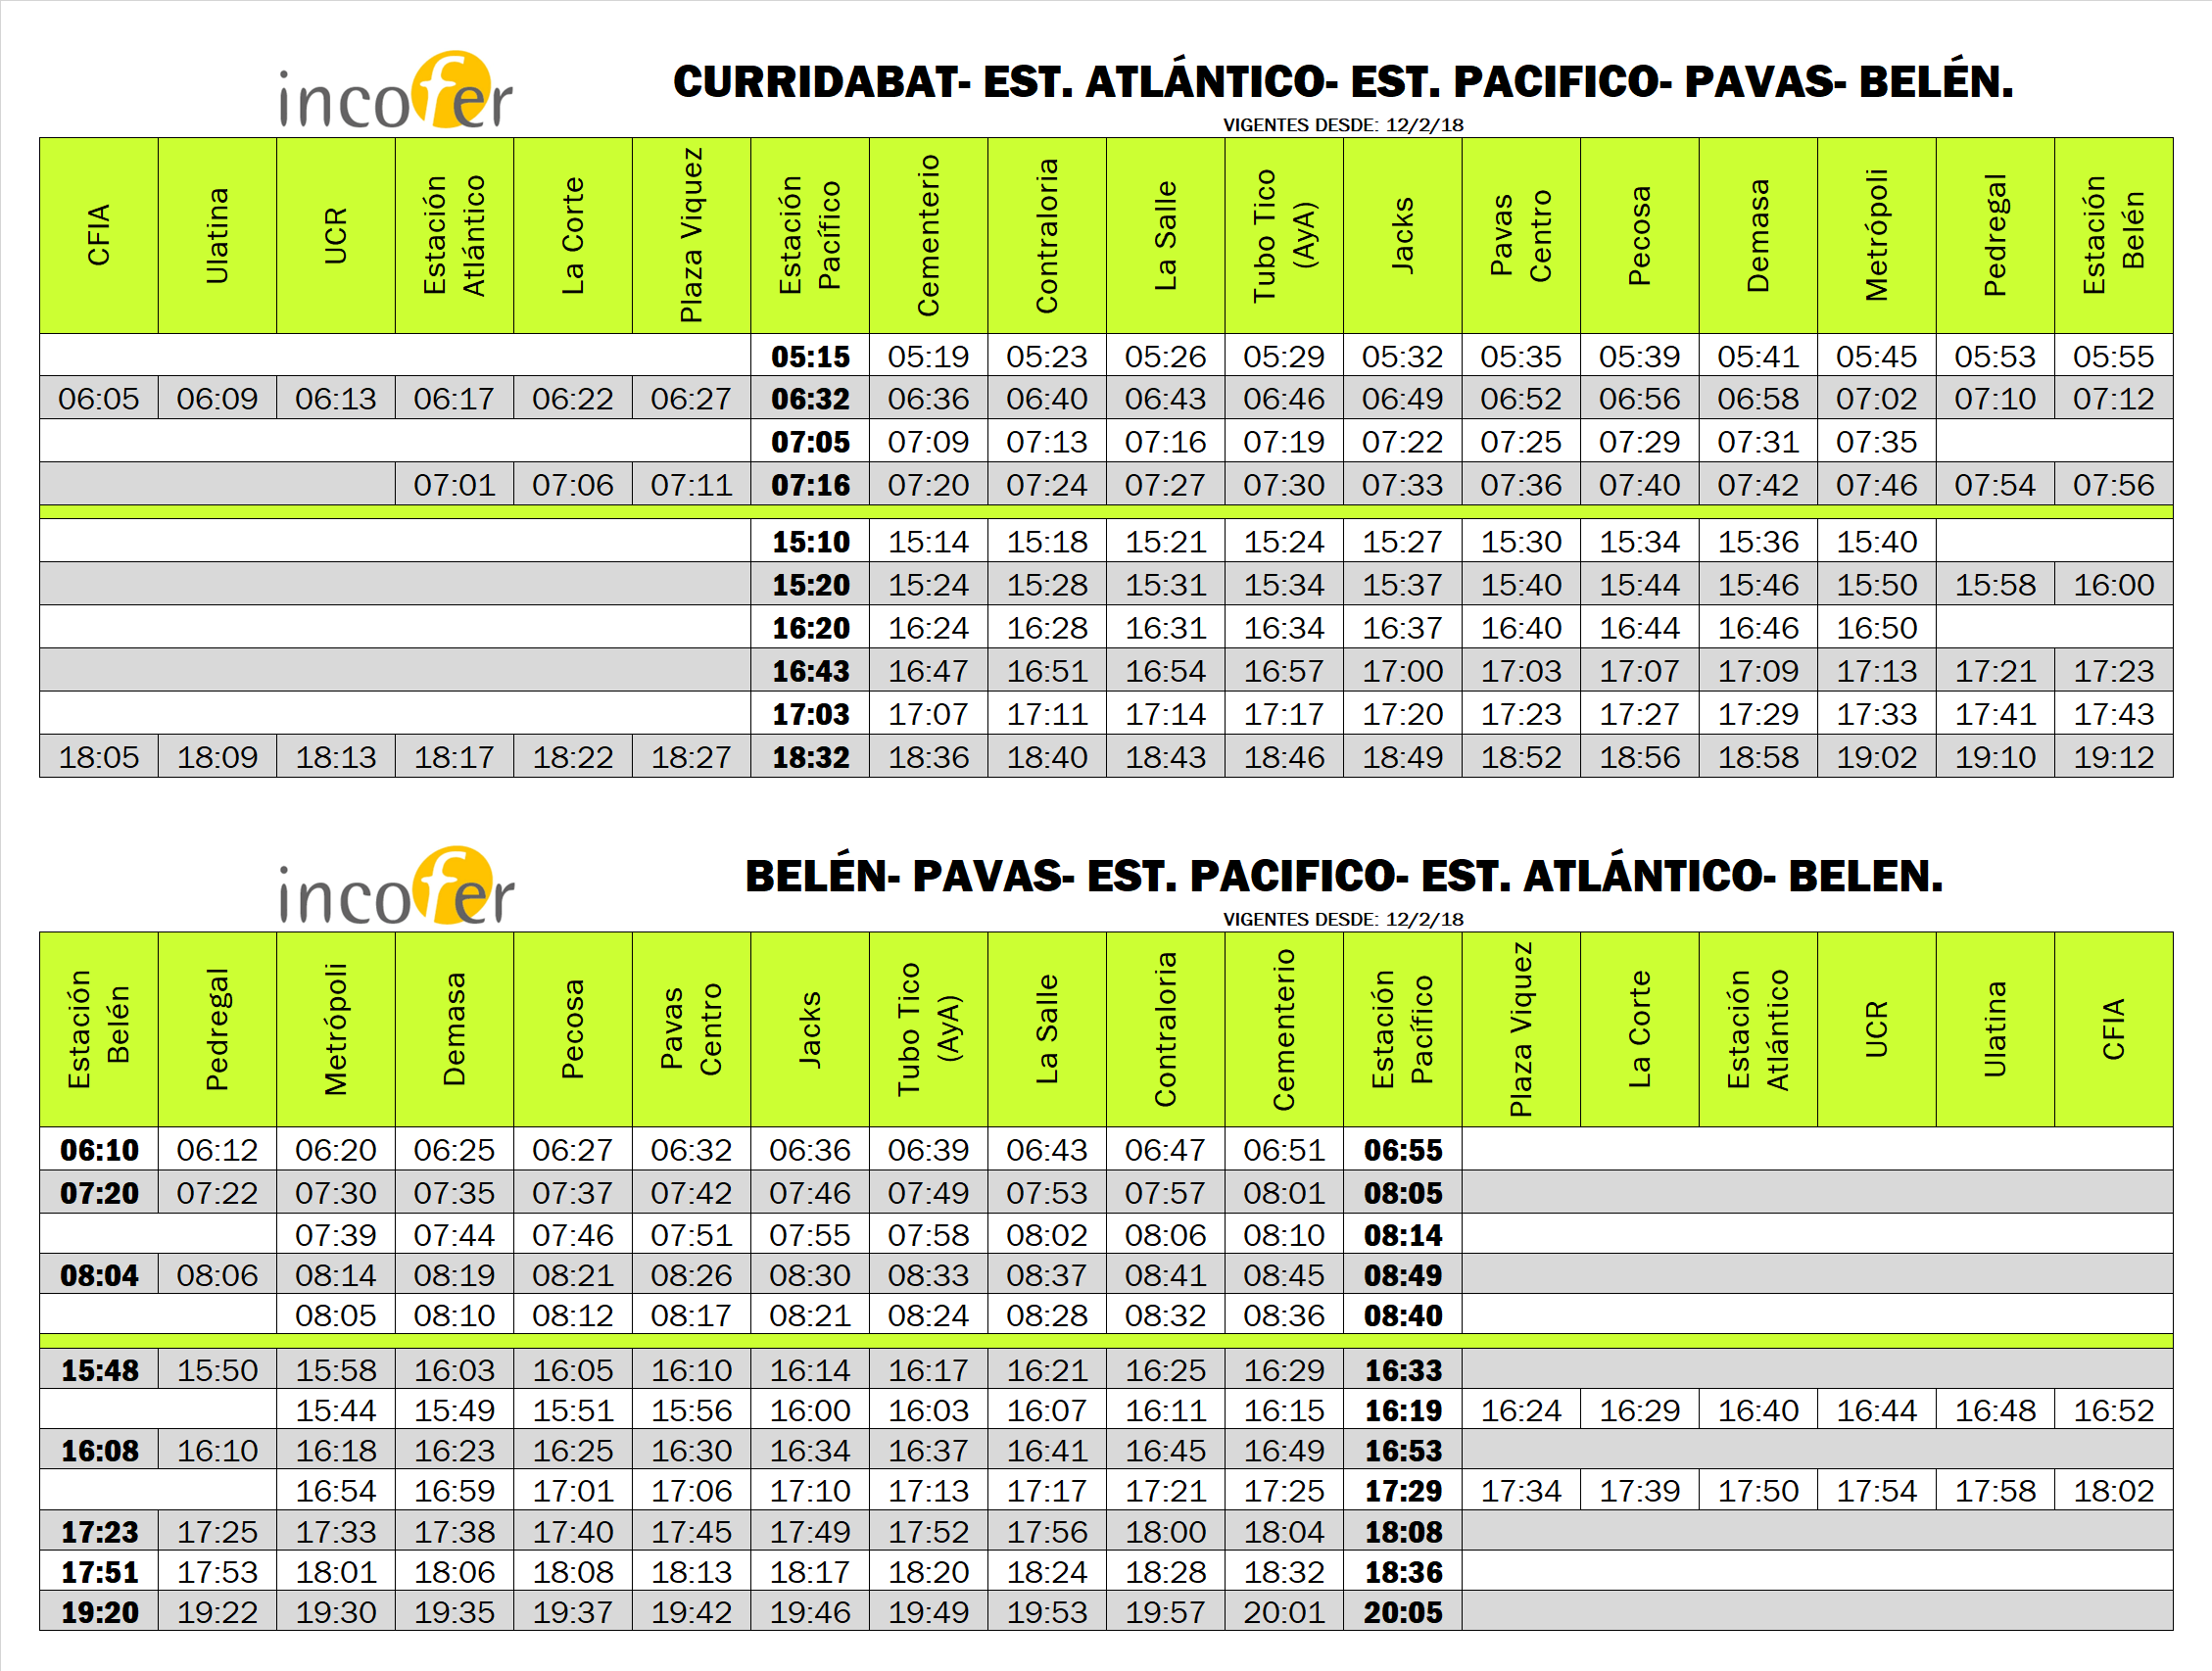 incofer
CURRIDABAT- EST. ATLÁNTICO- EST. PACIFICO- PAVAS- BELÉN.
VIGENTES DESDE: 12/2/18
CFIA Ulatina UCR Estación Atlántico La Corte Plaza Viquez Estación Pacífico Cementerio Contraloria La Salle Tubo Tico (AyA) Jacks Pavas Centro Pecosa Demasa Metrópoli Pedregal Estación Belén
05:15 05:19 05:23 05:26 05:29 05:32 05:35 05:39 05:41 05:45 05:53 05:55
06:05 06:09 06:13 06:17 06:22 06:27 06:32 06:36 06:40 06:43 06:46 06:49 06:52 06:56 06:58 07:02 07:10 07:12
07:05 07:09 07:13 07:16 07:19 07:22 07:25 07:29 07:31 07:35
07:01 07:06 07:11 07:16 07:20 07:24 07:27 07:30 07:33 07:36 07:40 07:42 07:46 07:54 07:56
15:10 15:14 15:18 15:21 15:24 15:27 15:30 15:34 15:36 15:40
15:20 15:24 15:28 15:31 15:34 15:37 15:40 15:44 15:46 15:50 15:58 16:00
16:20 16:24 16:28 16:31 16:34 16:37 16:40 16:44 16:46 16:50
16:43 16:47 16:51 16:54 16:57 17:00 17:03 17:07 17:09 17:13 17:21 17:23
17:03 17:07 17:11 17:14 17:17 17:20 17:23 17:27 17:29 17:33 17:41 17:43
18:05 18:09 18:13 18:17 18:22 18:27 18:32 18:36 18:40 18:43 18:46 18:49 18:52 18:56 18:58 19:02 19:10 19:12
incofer
BELÉN- PAVAS- EST. PACIFICO- EST. ATLÁNTICO- BELEN.
VIGENTES DESDE: 12/2/18
Estación Belén Pedregal Metrópoli Demasa Pecosa Pavas Centro Jacks Tubo Tico (AyA) La Salle Contraloria Cementerio Estación Pacífico Plaza Viquez La Corte Estación Atlántico UCR Ulatina CFIA
06:10 06:12 06:20 06:25 06:27 06:32 06:36 06:39 06:43 06:47 06:51 06:55
07:20 07:22 07:30 07:35 07:37 07:42 07:46 07:49 07:53 07:57 08:01 08:05
07:39 07:44 07:46 07:51 07:55 07:58 08:02 08:06 08:10 08:14
08:04 08:06 08:14 08:19 08:21 08:26 08:30 08:33 08:37 08:41 08:45 08:49
08:05 08:10 08:12 08:17 08:21 08:24 08:28 08:32 08:36 08:40
15:48 15:50 15:58 16:03 16:05 16:10 16:14 16:17 16:21 16:25 16:29 16:33
15:44 15:49 15:51 15:56 16:00 16:03 16:07 16:11 16:15 16:19 16:24 16:29 16:40 16:44 16:48 16:52
16:08 16:10 16:18 16:23 16:25 16:30 16:34 16:37 16:41 16:45 16:49 16:53
16:54 16:59 17:01 17:06 17:10 17:13 17:17 17:21 17:25 17:29 17:34 17:39 17:50 17:54 17:58 18:02
17:23 17:25 17:33 17:38 17:40 17:45 17:49 17:52 17:56 18:00 18:04 18:08
17:51 17:53 18:01 18:06 18:08 18:13 18:17 18:20 18:24 18:28 18:32 18:36
19:20 19:22 19:30 19:35 19:37 19:42 19:46 19:49 19:53 19:57 20:01 20:05